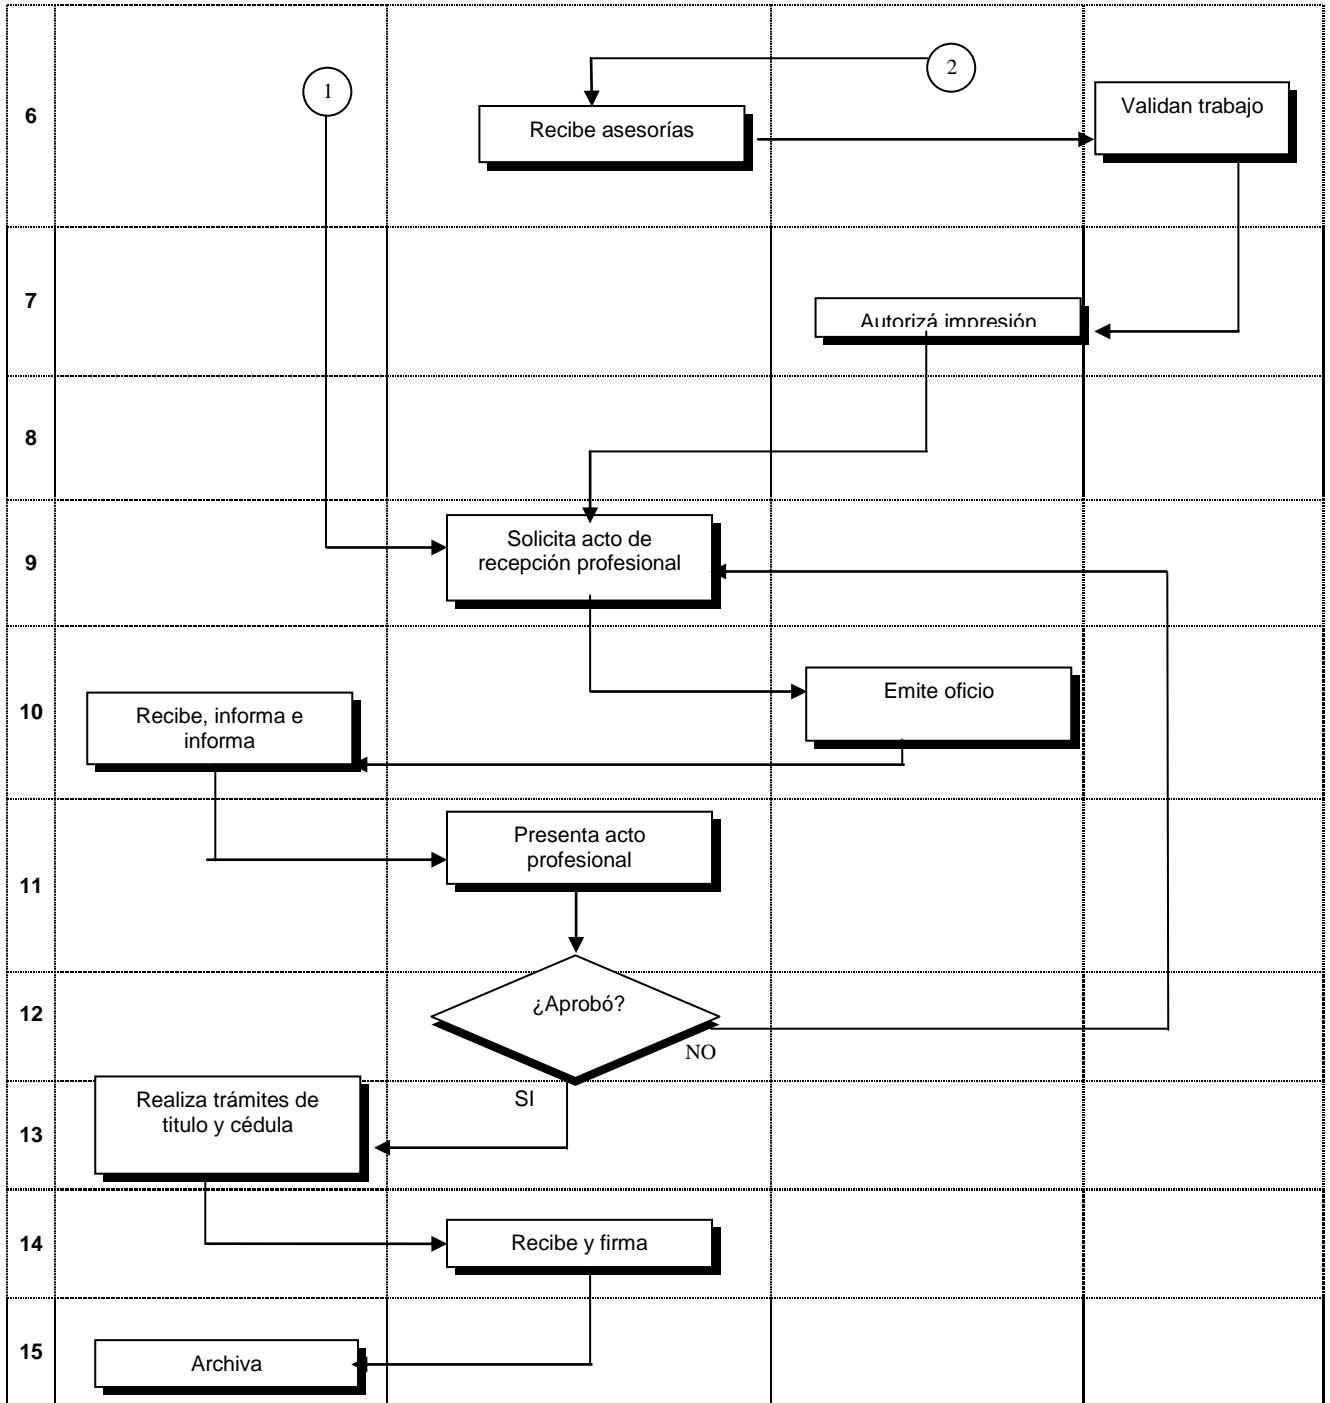 6
1
2
Recibe asesorías
Validan trabajo
7
Autorizá impresión
8
9
Solicita acto de
recepción profesional
10
Recibe, informa e
informa
Emite oficio
11
Presenta acto
profesional
12
¿Aprobó?
NO
SI
13
Realiza trámites de
titulo y cédula
14
Recibe y firma
15
Archiva